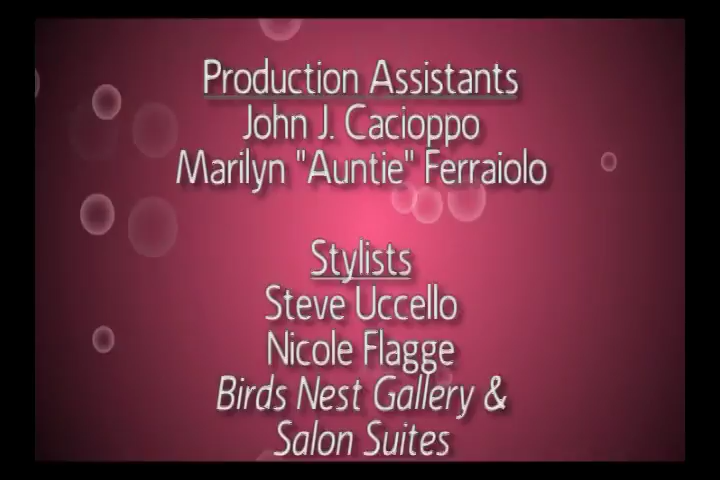 Production Assistants
John J. Cacioppo
Marilyn "Auntie" Ferraiolo
Stylists
Steve Uccello
Nicole Flagge
Birds Nest Gallery &
Salon Suites